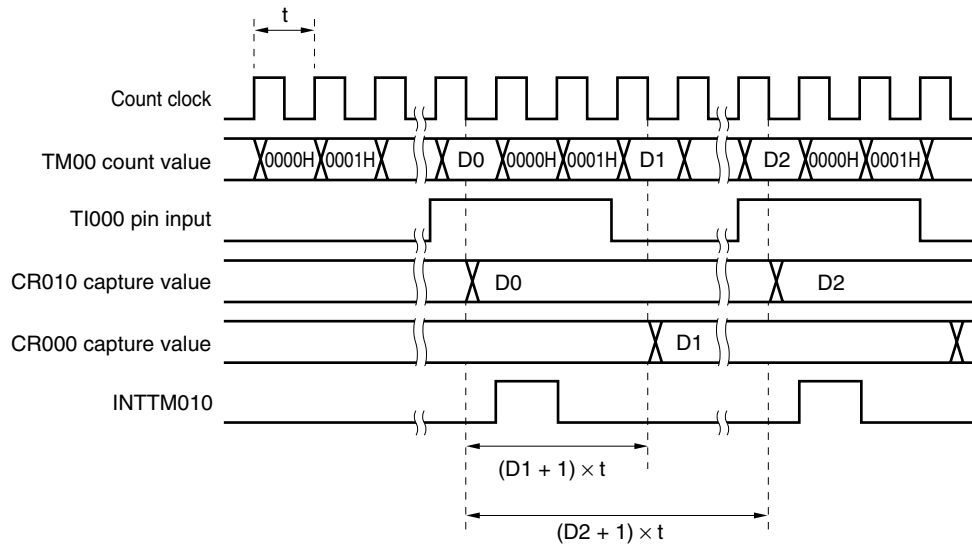 t
Count clock
TM00 count value 0000H 0001H D0 0000H 0001H D1 D2 0000H 0001H
TI000 pin input
CR010 capture value D0 D2
CR000 capture value D1
INTTM010
(D1 + 1) × t
(D2 + 1) × t